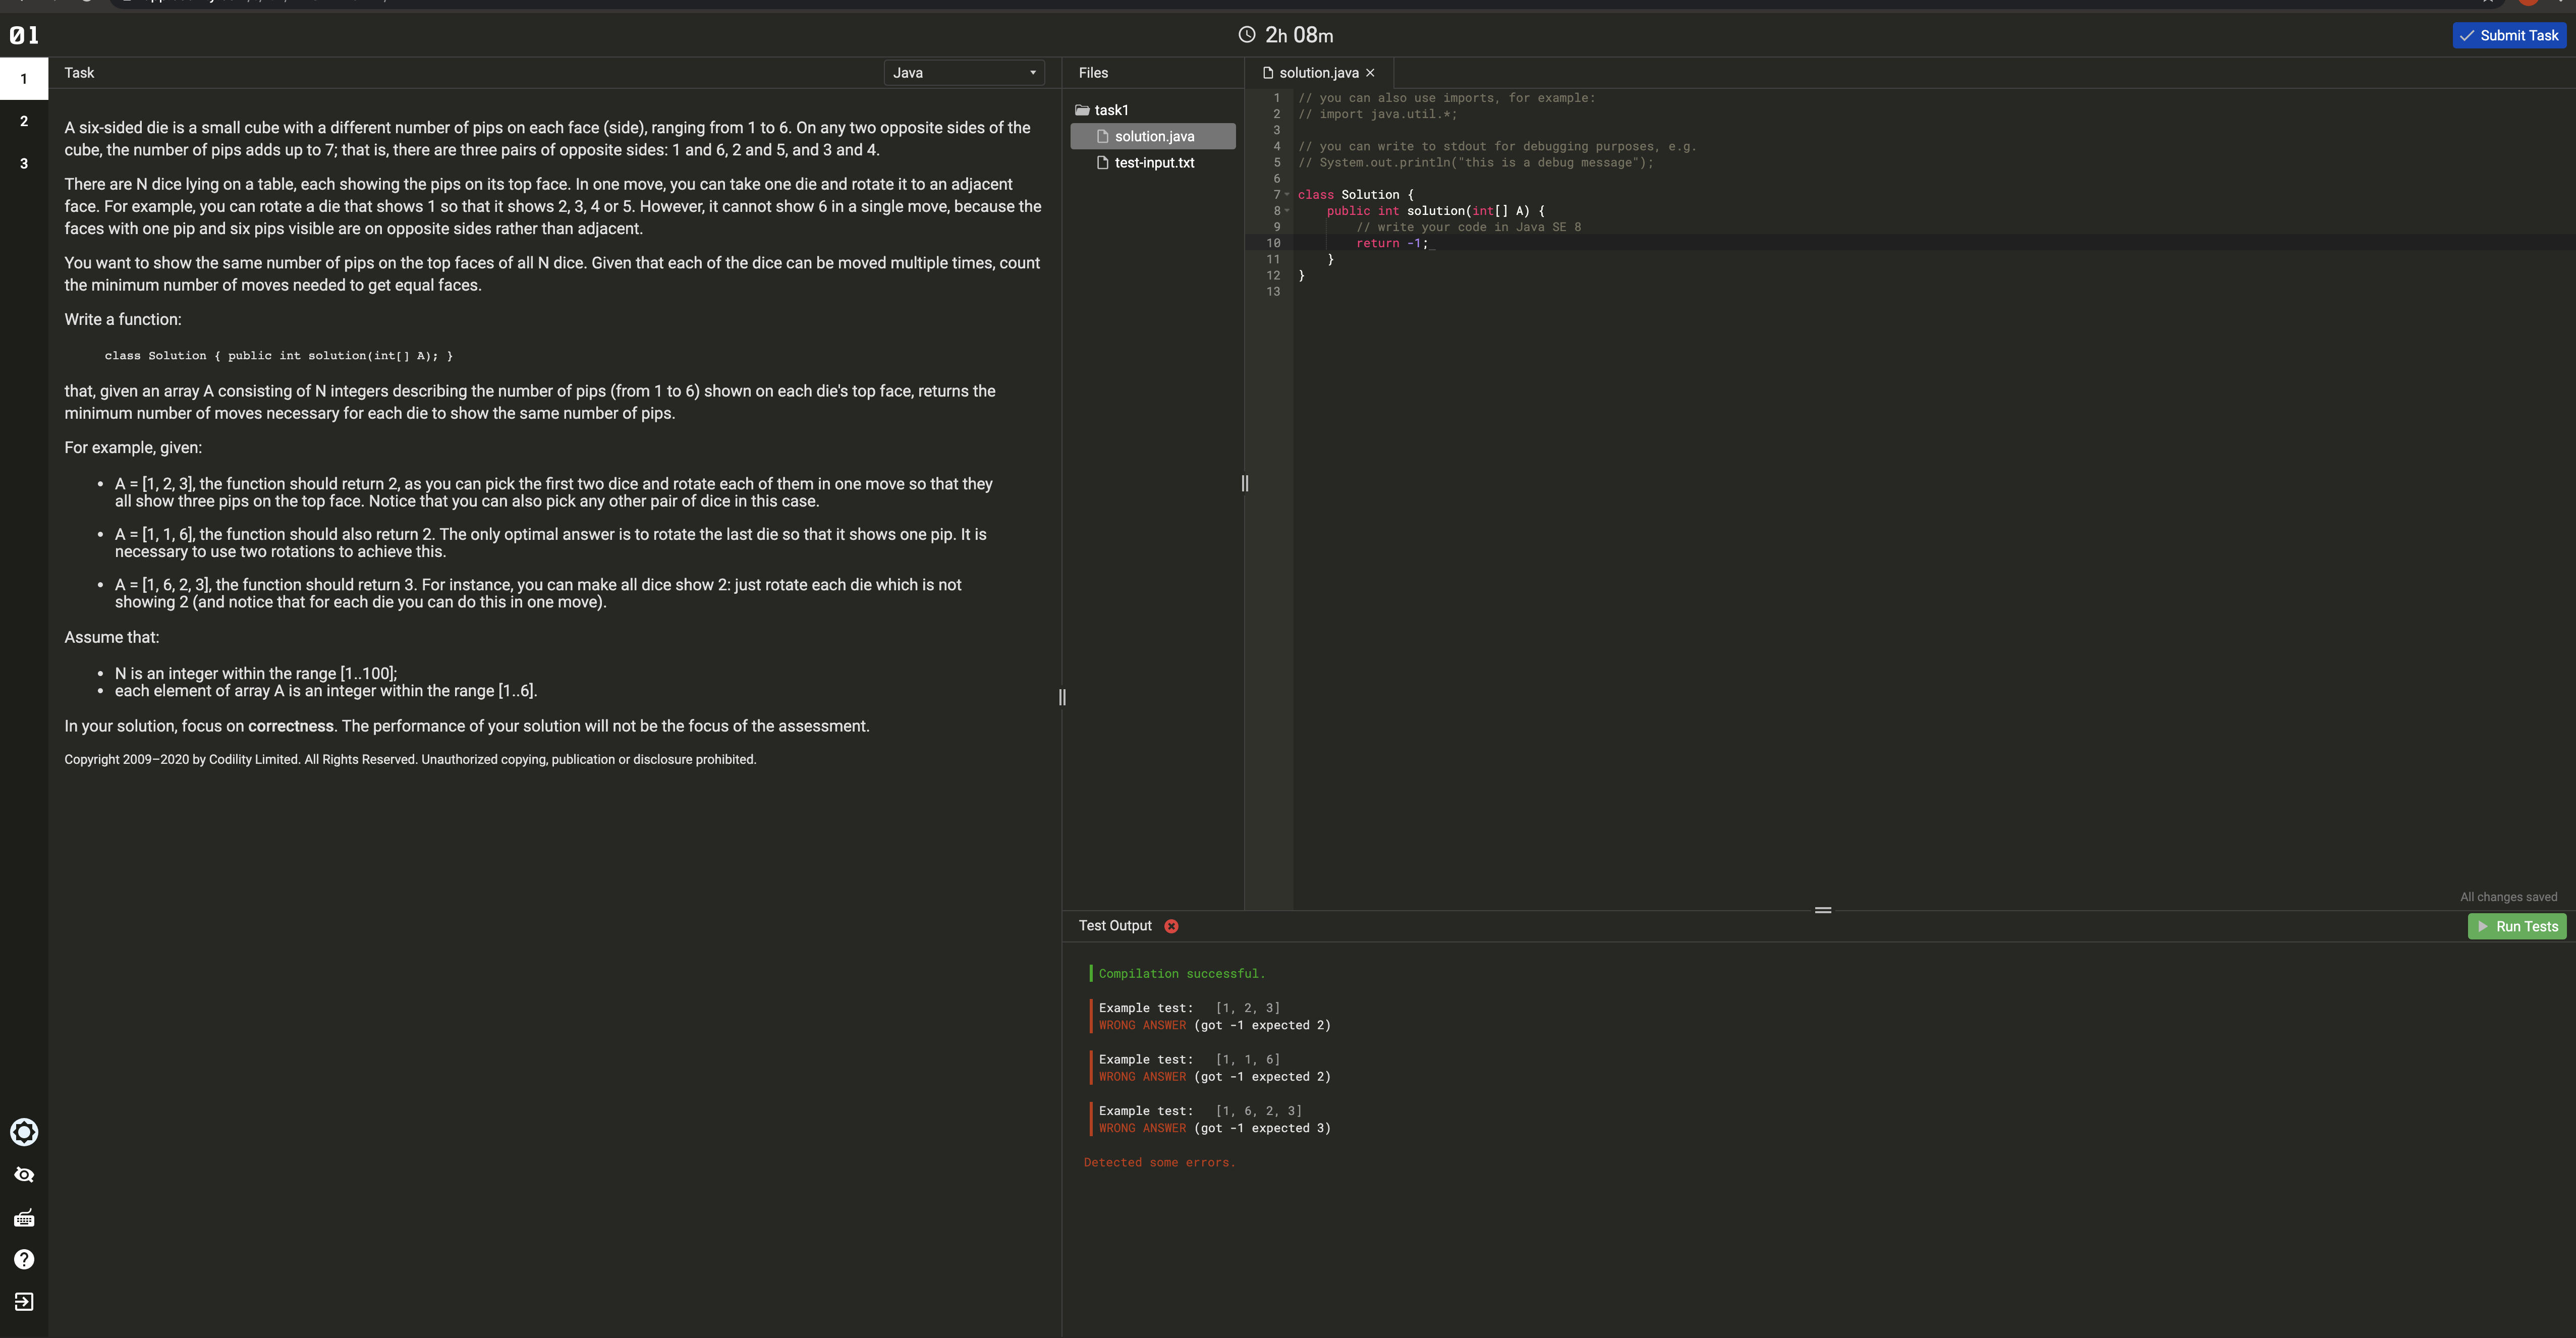 01
2h 08m
Submit Task
1
2
3
Task
Java
A six-sided die is a small cube with a different number of pips on each face (side), ranging from 1 to 6. On any two opposite sides of the
cube, the number of pips adds up to 7; that is, there are three pairs of opposite sides: 1 and 6, 2 and 5, and 3 and 4.
There are N dice lying on a table, each showing the pips on its top face. In one move, you can take one die and rotate it to an adjacent
face. For example, you can rotate a die that shows 1 so that it shows 2, 3, 4 or 5. However, it cannot show 6 in a single move, because the
faces with one pip and six pips visible are on opposite sides rather than adjacent.
You want to show the same number of pips on the top faces of all N dice. Given that each of the dice can be moved multiple times, count
the minimum number of moves needed to get equal faces.
Write a function:
class Solution { public int solution(int[] A); }
that, given an array A consisting of N integers describing the number of pips (from 1 to 6) shown on each die's top face, returns the
minimum number of moves necessary for each die to show the same number of pips.
For example, given:
• A = [1, 2, 3], the function should return 2, as you can pick the first two dice and rotate each of them in one move so that they
all show three pips on the top face. Notice that you can also pick any other pair of dice in this case.
• A = [1, 1, 6], the function should also return 2. The only optimal answer is to rotate the last die so that it shows one pip. It is
necessary to use two rotations to achieve this.
• A = [1, 6, 2, 3], the function should return 3. For instance, you can make all dice show 2: just rotate each die which is not
showing 2 (and notice that for each die you can do this in one move).
Assume that:
• N is an integer within the range [1..100];
• each element of array A is an integer within the range [1..6].
In your solution, focus on correctness. The performance of your solution will not be the focus of the assessment.
Copyright 2009–2020 by Codility Limited. All Rights Reserved. Unauthorized copying, publication or disclosure prohibited.
Files
task1
solution.java
test-input.txt
solution.java ×
1 // you can also use imports, for example:
2 // import java.util.*;
3
4 // you can write to stdout for debugging purposes, e.g.
5 // System.out.println("this is a debug message");
6
7 class Solution {
8 public int solution(int[] A) {
9 // write your code in Java SE 8
10 return -1;
11 }
12 }
13
All changes saved
Test Output
Run Tests
Compilation successful.
Example test: [1, 2, 3]
WRONG ANSWER (got -1 expected 2)
Example test: [1, 1, 6]
WRONG ANSWER (got -1 expected 2)
Example test: [1, 6, 2, 3]
WRONG ANSWER (got -1 expected 3)
Detected some errors.